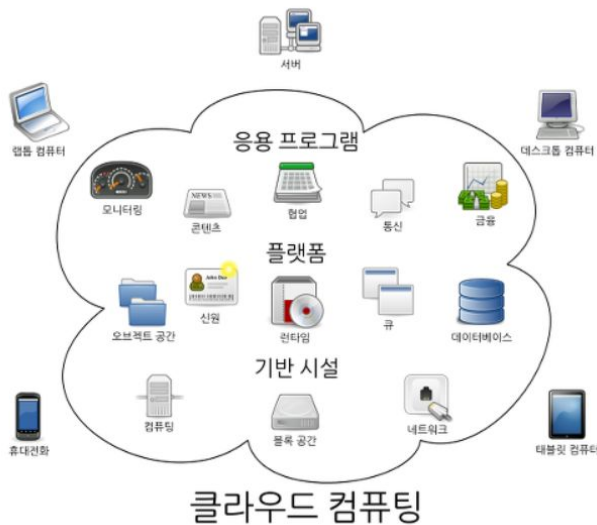 서버
랩톱 컴퓨터
데스크톱 컴퓨터
응용 프로그램
모니터링
NEWS
콘텐츠
협업
통신
금융
플랫폼
오브젝트 공간
John Doe
신원
런타임
큐
데이터베이스
기반 시설
컴퓨팅
블록 공간
네트워크
휴대전화
태블릿 컴퓨터
클라우드 컴퓨팅